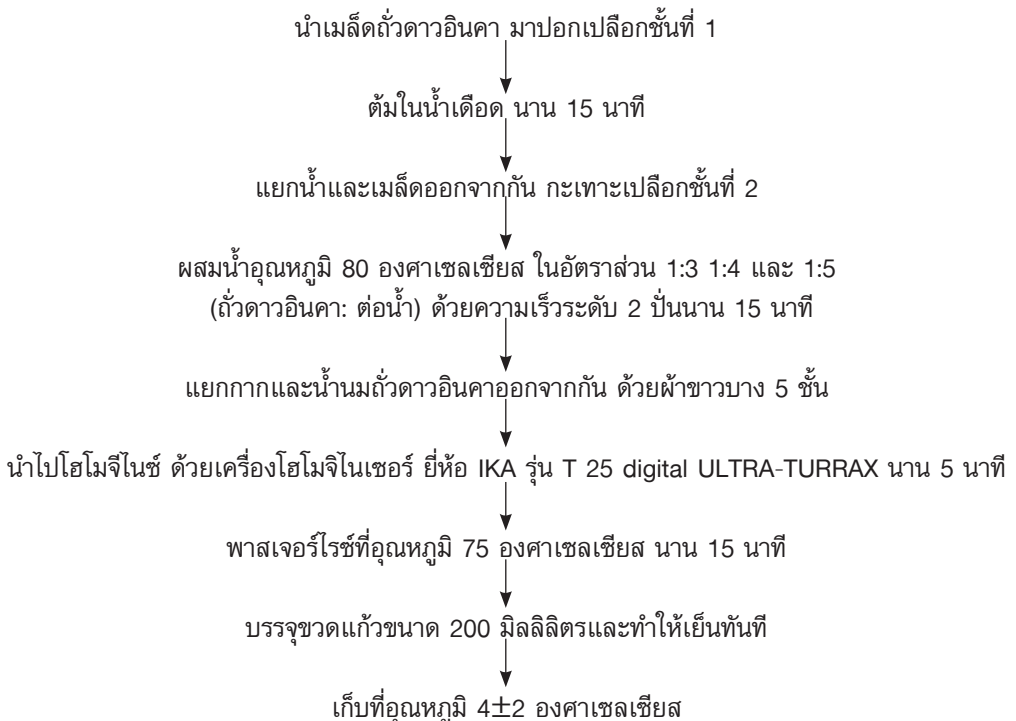 นำเมล็ดถั่วดาวอินคา มาปอกเปลือกชั้นที่ 1
ต้มในน้ำเดือด นาน 15 นาที
แยกน้ำและเมล็ดออกจากกัน กะเทาะเปลือกชั้นที่ 2
ผสมน้ำอุณหภูมิ 80 องศาเซลเซียส ในอัตราส่วน 1:3 1:4 และ 1:5
(ถั่วดาวอินคา: ต่อน้ำ) ด้วยความเร็วระดับ 2 ปั่นนาน 15 นาที
แยกกากและน้ำนมถั่วดาวอินคาออกจากกัน ด้วยผ้าขาวบาง 5 ชั้น
นำไปโฮโมจีไนซ์ ด้วยเครื่องโฮโมจิไนเซอร์ ยี่ห้อ IKA รุ่น T 25 digital ULTRA-TURRAX นาน 5 นาที
พาสเจอร์ไรซ์ที่อุณหภูมิ 75 องศาเซลเซียส นาน 15 นาที
บรรจุขวดแก้วขนาด 200 มิลลิลิตรและทำให้เย็นทันที
เก็บที่อุณหภูมิ 4±2 องศาเซลเซียส